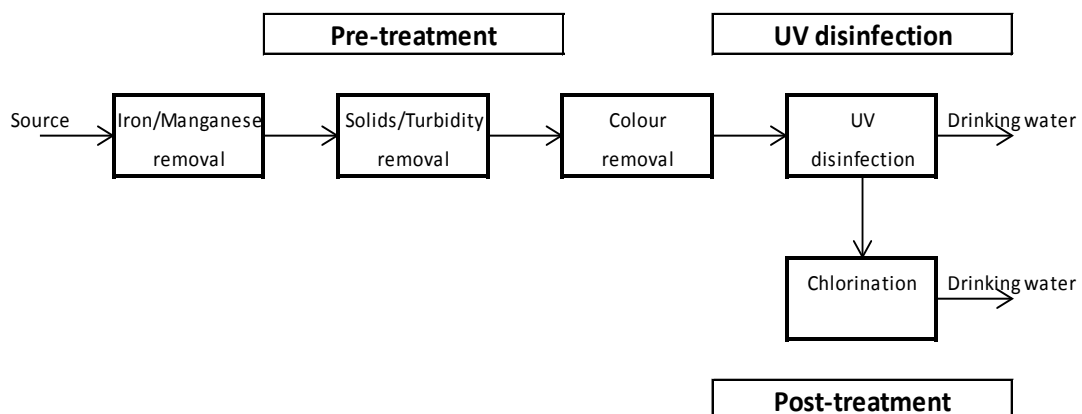 Pre-treatment
UV disinfection
Source
Iron/Manganese
removal
Solids/Turbidity
removal
Colour
removal
UV
disinfection
Drinking water
Chlorination
Drinking water
Post-treatment